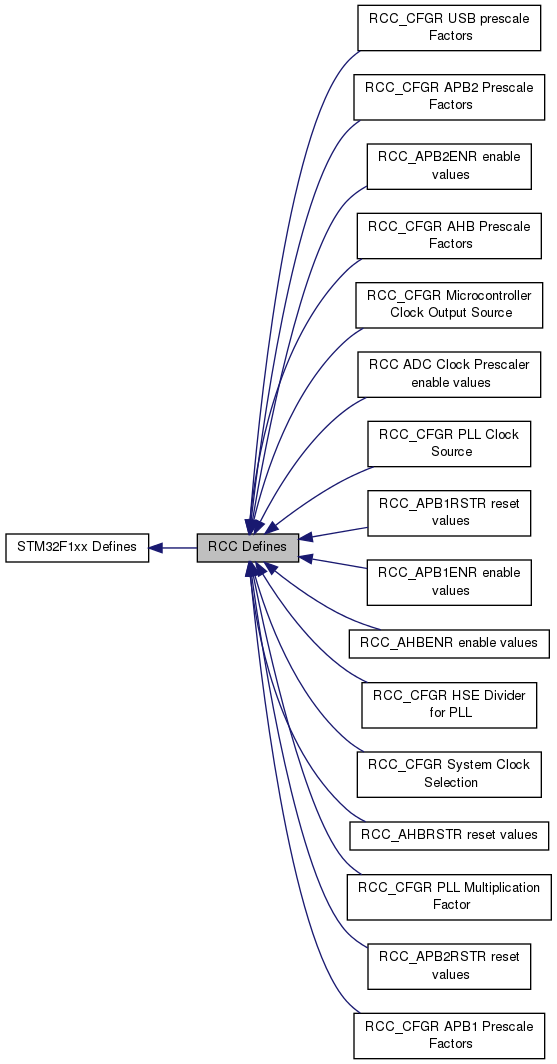 RCC_CFGR USB prescale
Factors
RCC_CFGR APB2 Prescale
Factors
RCC_APB2ENR enable
values
RCC_CFGR AHB Prescale
Factors
RCC_CFGR Microcontroller
Clock Output Source
RCC ADC Clock Prescaler
enable values
RCC_CFGR PLL Clock
Source
RCC_APB1RSTR reset
values
STM32F1xx Defines
RCC Defines
RCC_APB1ENR enable
values
RCC_AHBENR enable values
RCC_CFGR HSE Divider
for PLL
RCC_CFGR System Clock
Selection
RCC_AHBRSTR reset values
RCC_CFGR PLL Multiplication
Factor
RCC_APB2RSTR reset
values
RCC_CFGR APB1 Prescale
Factors